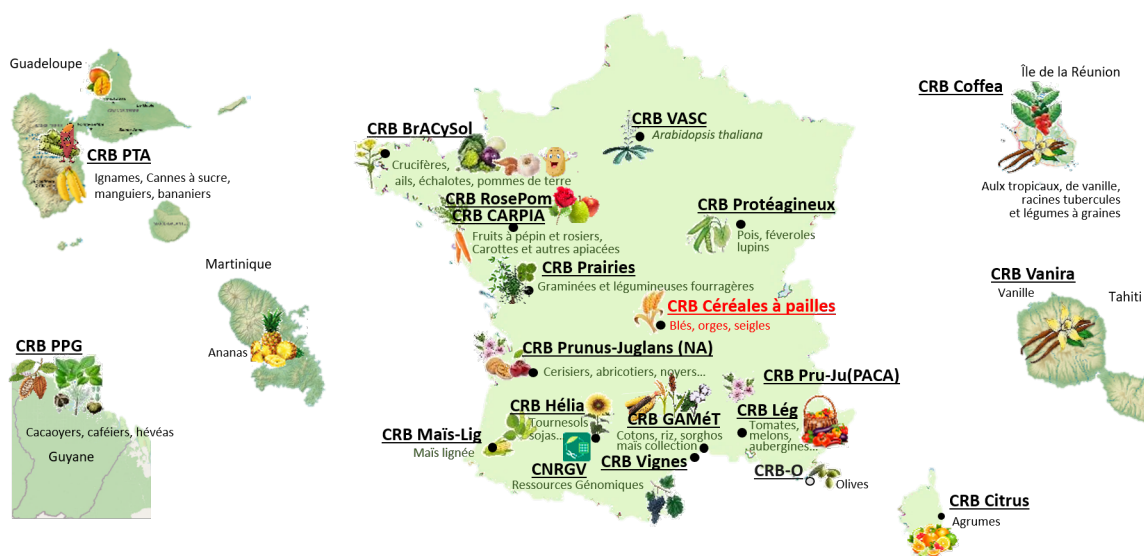 Guadeloupe
CRB PTA
Ignames, Cannes à sucre,
manguiers, bananiers
Martinique
Ananas
CRB PPG
Cacaoyers, caféiers, hévéas
Guyane
CRB BrACySol
Crucifères,
ails, échalotes, pommes de terre
CRB VASC
Arabidopsis thaliana
CRB RosePom
CRB CARPIA
Fruits à pépin et rosiers,
Carottes et autres apiacées
CRB Protéagineux
Pois, féveroles
lupins
CRB Prairies
Graminées et légumineuses fourragères
CRB Céréales à pailles
Blés, orges, seigles
CRB Prunus-Juglans (NA)
Cerisiers, abricotiers, noyers...
CRB Pru-Ju(PACA)
CRB Hélia
Tournesols
sojas...
CRB Maïs-Lig
Maïs lignée
CNRGV
Ressources Génomiques
CRB GAMéT
Cotons, riz, sorghos
maïs collection
CRB Vignes
CRB Lég
Tomates,
melons,
aubergines...
CRB-O
Olives
CRB Citrus
Agrumes
Île de la Réunion
CRB Coffea
Aulx tropicaux, de vanille,
racines tubercules
et légumes à graines
CRB Vanira
Vanille
Tahiti